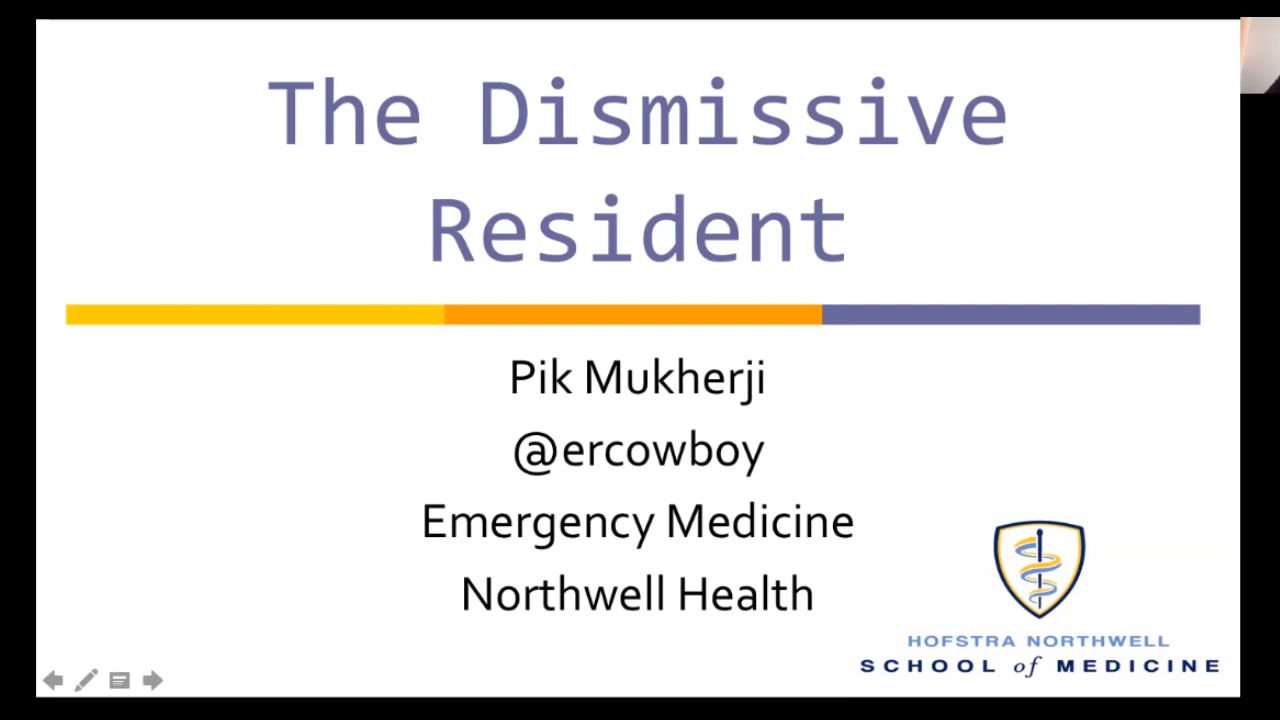 The Dismissive
Resident
Pik Mukherji
@ercowboy
Emergency Medicine
Northwell Health
HOFSTRA NORTHWELL
SCHOOL of MEDICINE